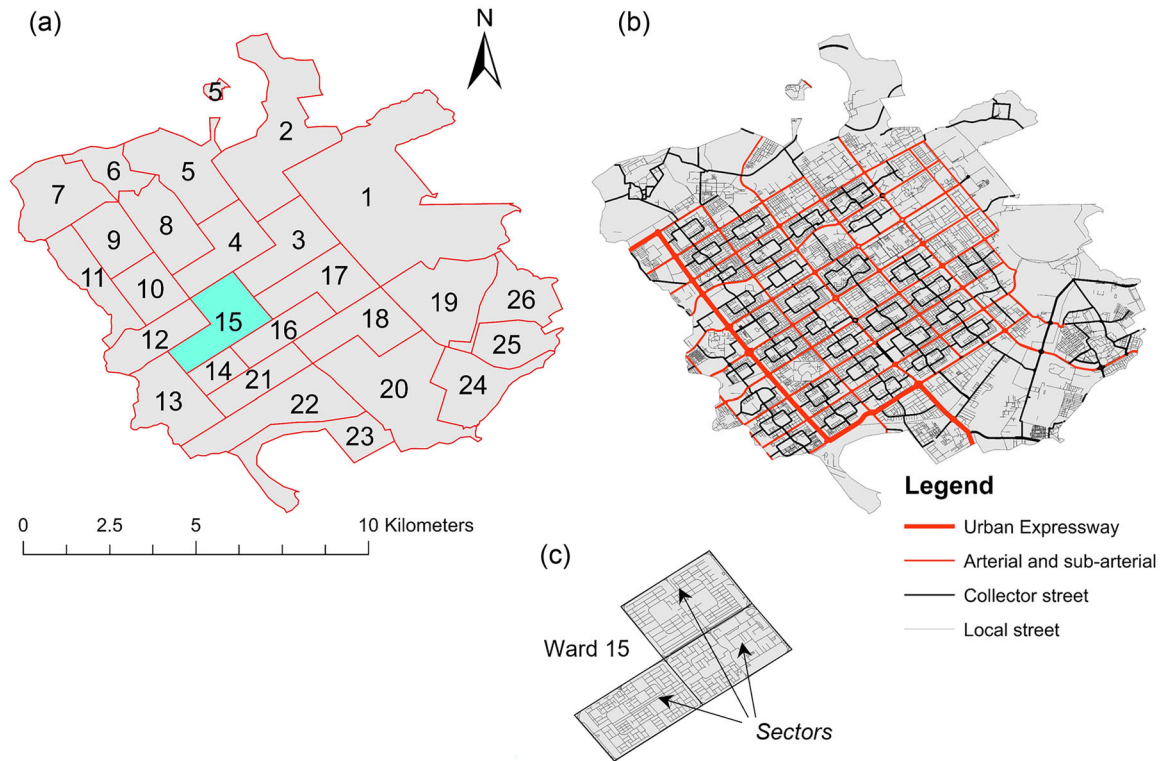 (a)
N
(b)
5
2
6
5
7
1
8
9
4
3
11
10
17
19
26
15
16
18
12
25
14
21
13
20
24
22
23
0 2.5 5 10 Kilometers
Legend
Urban Expressway
Arterial and sub-arterial
Collector street
Local street
(c)
Ward 15
Sectors